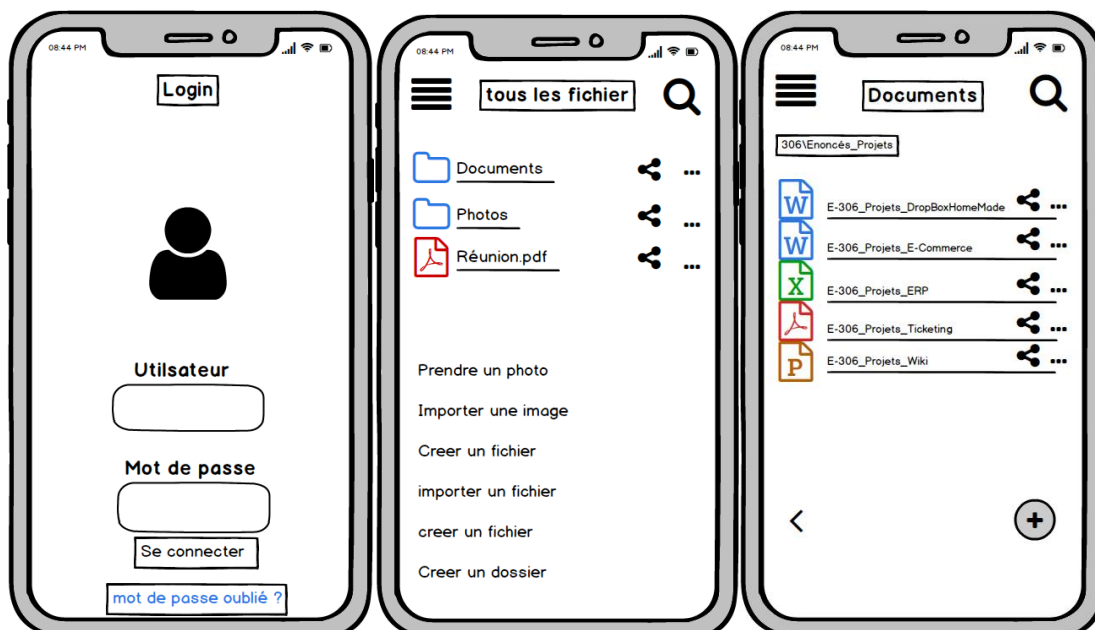 08:44 PM
Login
Utilsateur
Mot de passe
Se connecter
mot de passe oublié ?
08:44 PM
tous les fichier
Documents
Photos
Réunion.pdf
Prendre un photo
Importer une image
Creer un fichier
importer un fichier
creer un fichier
Creer un dossier
08:44 PM
Documents
306\Enoncés_Projets
W E-306_Projets_DropBoxHomeMade
W E-306_Projets_E-Commerce
X E-306_Projets_ERP
E-306_Projets_Ticketing
P E-306_Projets_Wiki